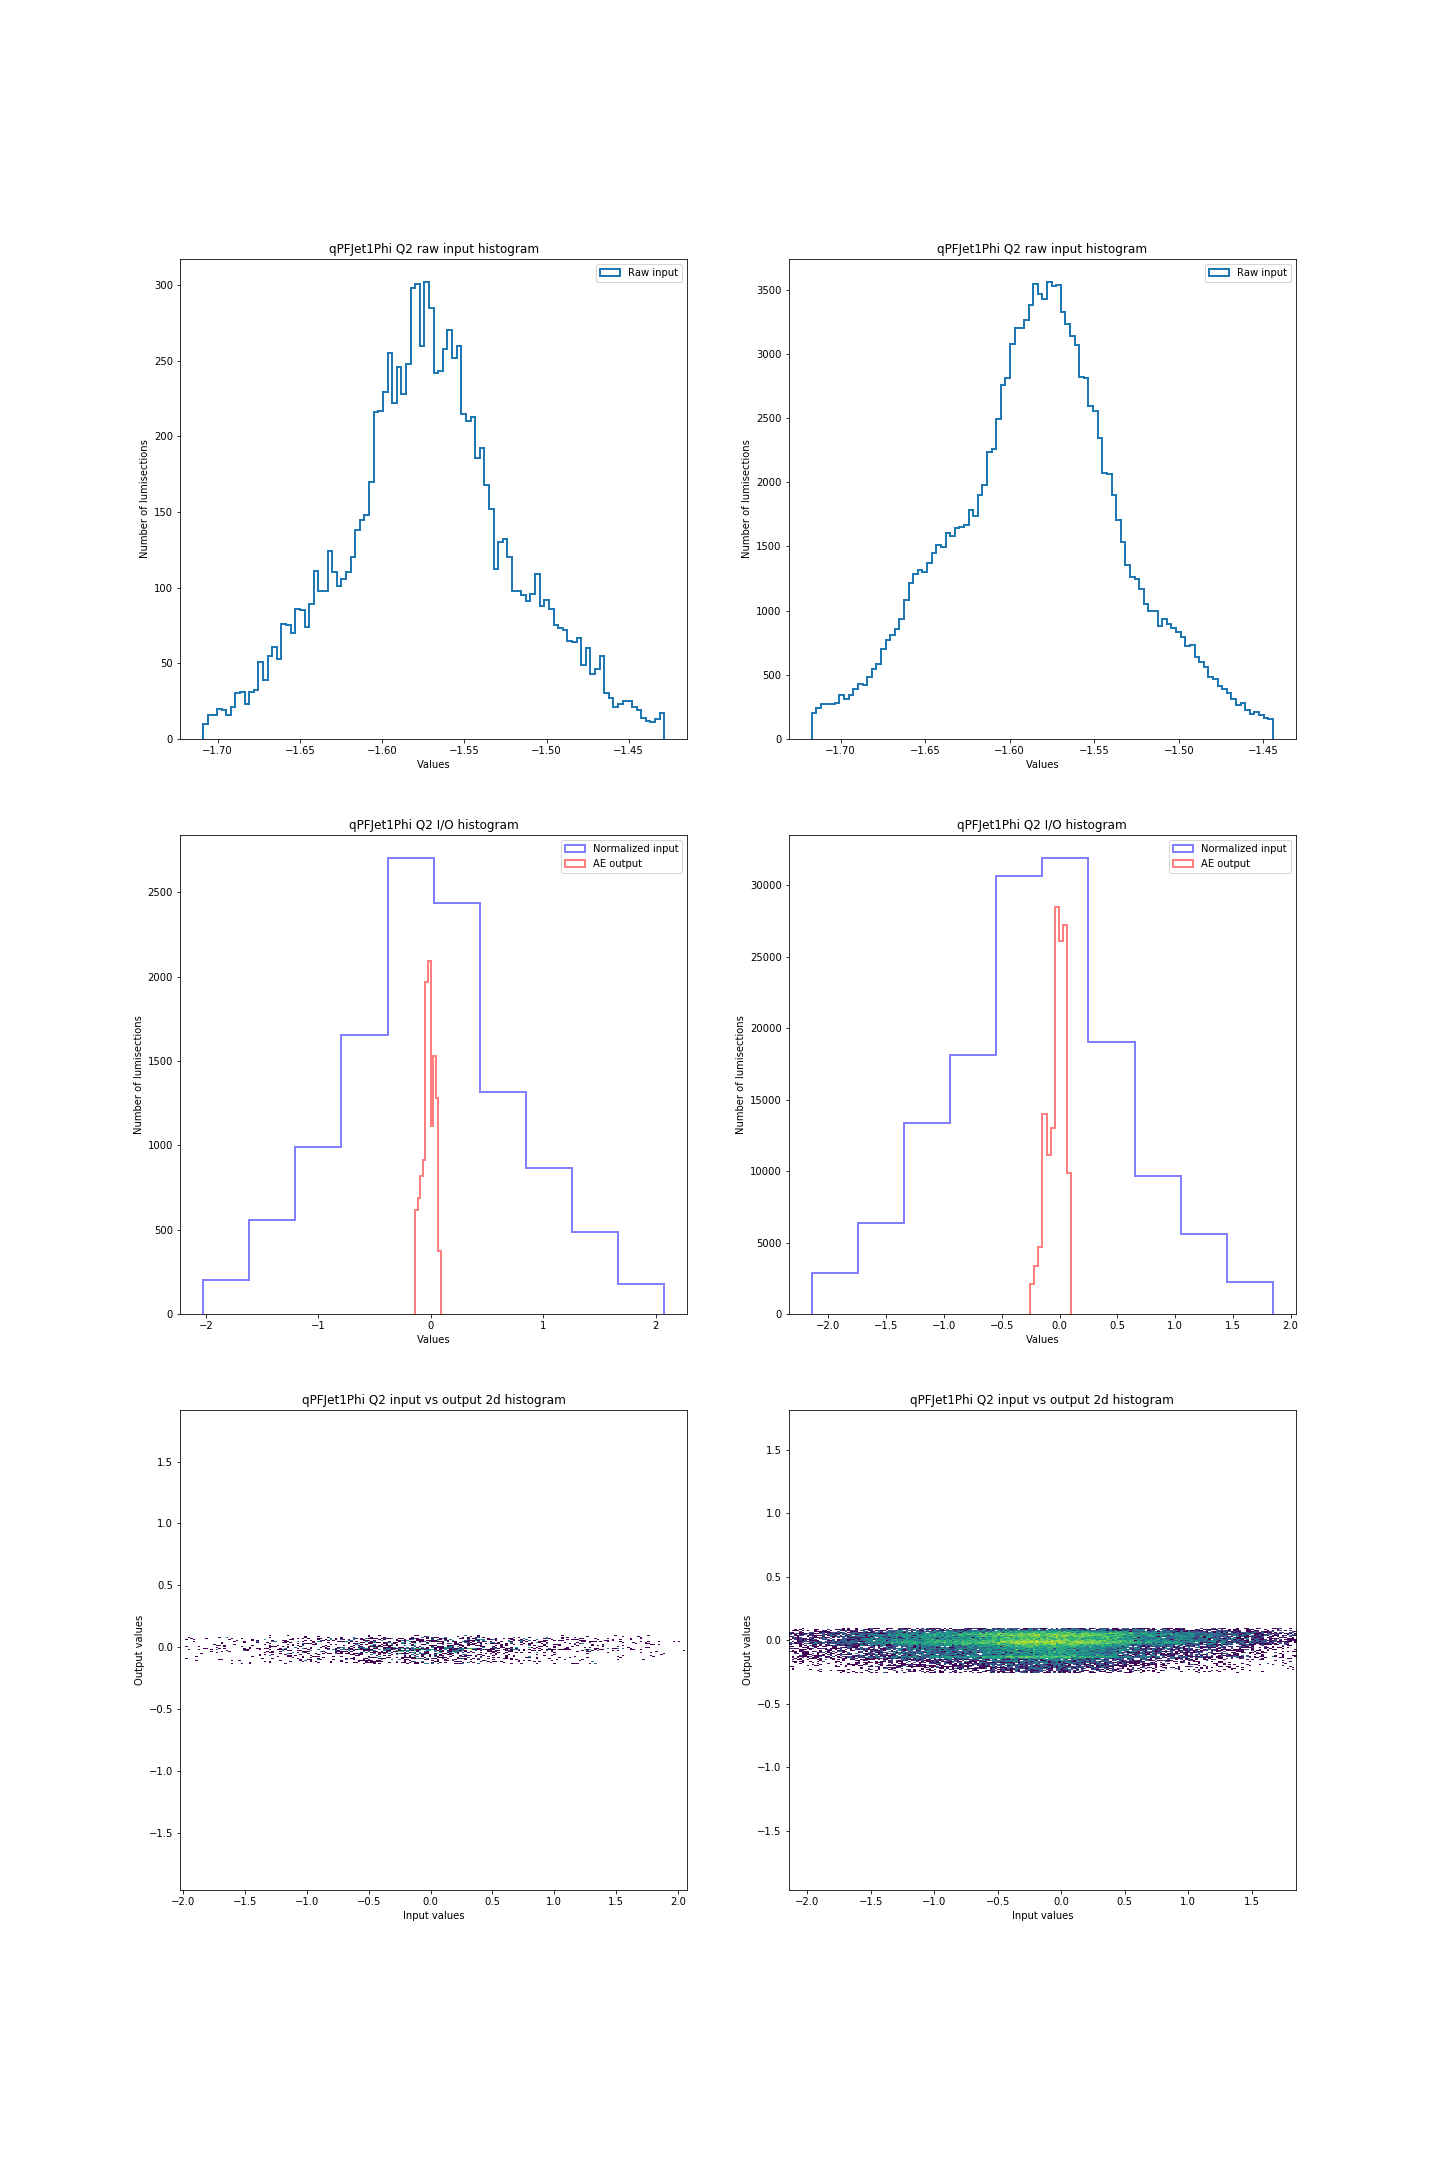 qPFJet1Phi Q2 raw input histogram
Raw input
Number of lumisections
300
250
200
150
100
50
0
−1.70 −1.65 −1.60 −1.55 −1.50 −1.45
Values
qPFJet1Phi Q2 raw input histogram
Raw input
Number of lumisections
3500
3000
2500
2000
1500
1000
500
0
−1.70 −1.65 −1.60 −1.55 −1.50 −1.45
Values
qPFJet1Phi Q2 I/O histogram
Normalized input
AE output
Number of lumisections
2500
2000
1500
1000
500
0
−2 −1 0 1 2
Values
qPFJet1Phi Q2 I/O histogram
Normalized input
AE output
Number of lumisections
30000
25000
20000
15000
10000
5000
0
−2.0 −1.5 −1.0 −0.5 0.0 0.5 1.0 1.5 2.0
Values
qPFJet1Phi Q2 input vs output 2d histogram
Output values
1.5
1.0
0.5
0.0
−0.5
−1.0
−1.5
−2.0 −1.5 −1.0 −0.5 0.0 0.5 1.0 1.5 2.0
Input values
qPFJet1Phi Q2 input vs output 2d histogram
Output values
1.5
1.0
0.5
0.0
−0.5
−1.0
−1.5
−2.0 −1.5 −1.0 −0.5 0.0 0.5 1.0 1.5
Input values